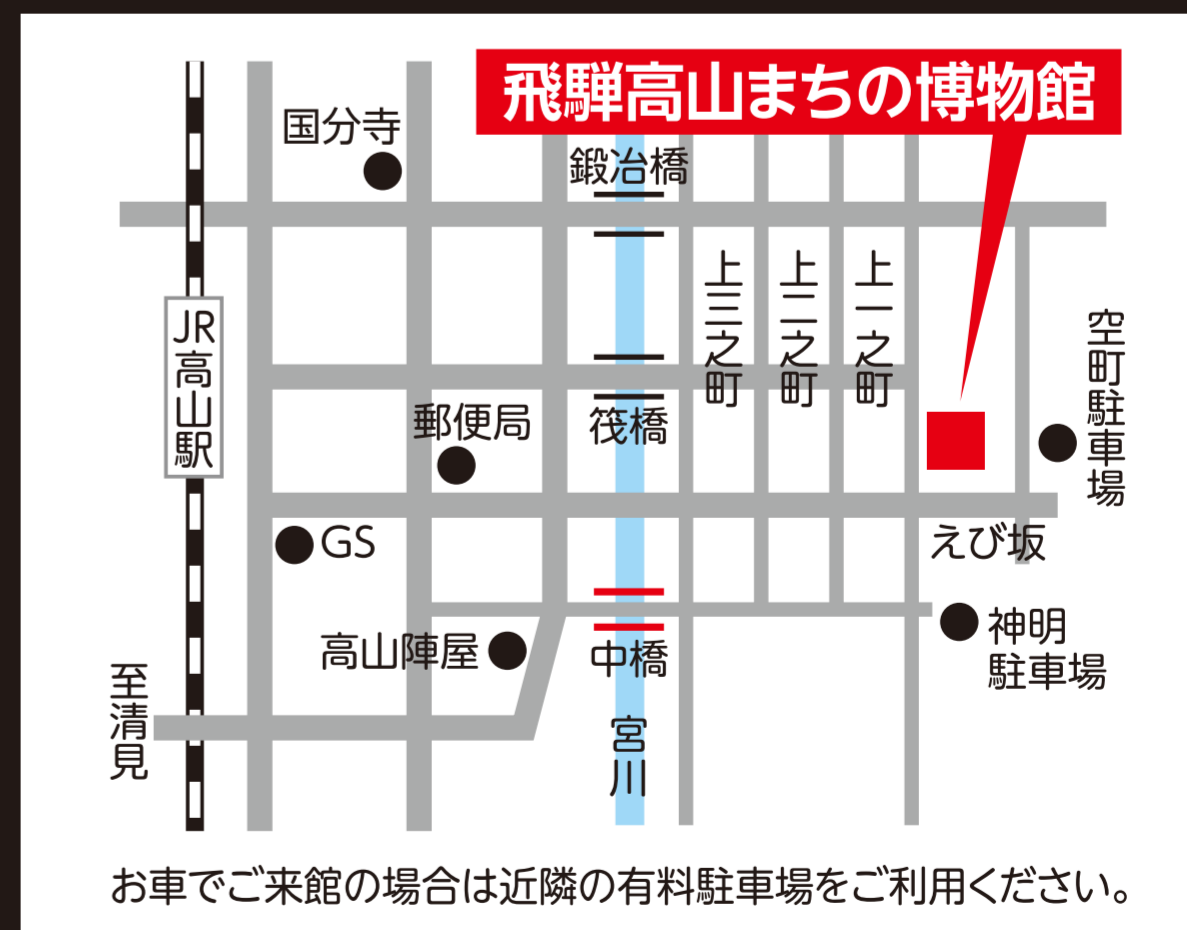 飛騨高山まちの博物館
国分寺
鍛冶橋
上三之町
上二之町
上一之町
空町駐車場
JR高山駅
郵便局
筏橋
GS
えび坂
高山陣屋
中橋
神明
駐車場
至清見
宮川
お車でご来館の場合は近隣の有料駐車場をご利用ください。